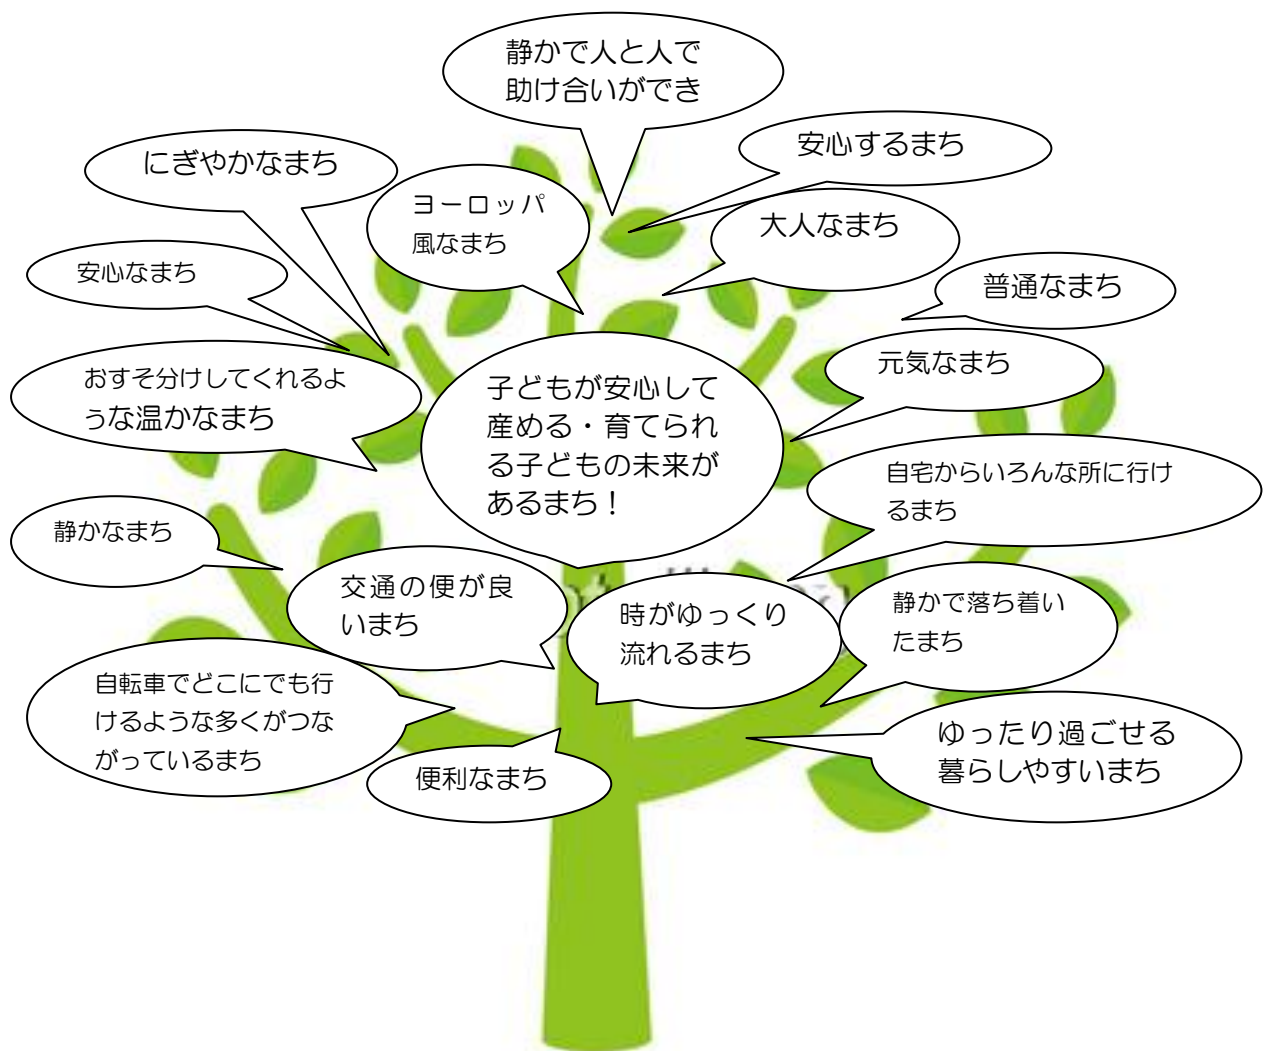 静かで人と人で
助け合いができ
安心するまち
にぎやかなまち
ヨーロッパ
風なまち
大人なまち
安心なまち
普通なまち
元気なまち
おすそ分けしてくれるよ
うな温かなまち
子どもが安心して
産める・育てられ
る子どもの未来が
あるまち！
自宅からいろんな所に行け
るまち
静かなまち
交通の便が良
いまち
時がゆっくり
流れるまち
静かで落ち着い
たまち
自転車でどこにでも行
けるような多くがつな
がっているまち
便利なまち
ゆったり過ごせる
暮らしやすいまち